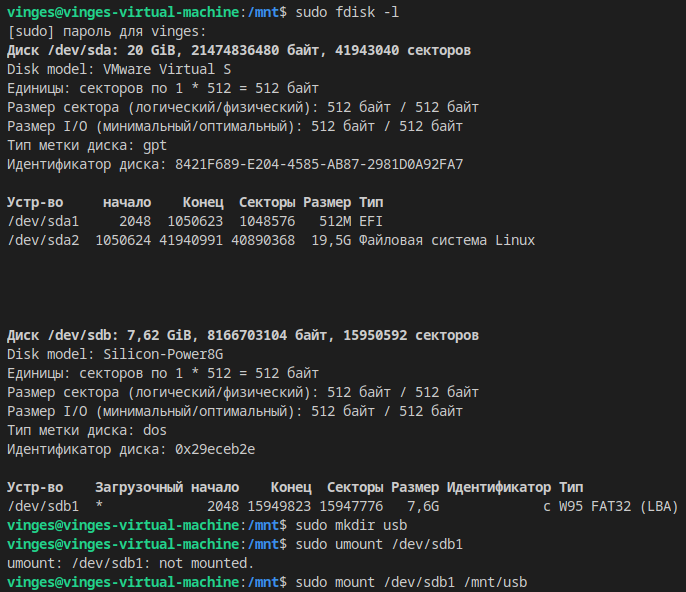 vinges@vinges-virtual-machine:/mnt$ sudo fdisk -l
[sudo] пароль для vinges:
Диск /dev/sda: 20 GiB, 21474836480 байт, 41943040 секторов
Disk model: VMware Virtual S
Единицы: секторов по 1 * 512 = 512 байт
Размер сектора (логический/физический): 512 байт / 512 байт
Размер I/O (минимальный/оптимальный): 512 байт / 512 байт
Тип метки диска: gpt
Идентификатор диска: 8421F689-E204-4585-AB87-2981D0A92FA7
Устр-во начало Конец Секторы Размер Тип
/dev/sda1 2048 1050623 1048576 512M EFI
/dev/sda2 1050624 41940991 40890368 19,5G Файловая система Linux
Диск /dev/sdb: 7,62 GiB, 8166703104 байт, 15950592 секторов
Disk model: Silicon-Power8G
Единицы: секторов по 1 * 512 = 512 байт
Размер сектора (логический/физический): 512 байт / 512 байт
Размер I/O (минимальный/оптимальный): 512 байт / 512 байт
Тип метки диска: dos
Идентификатор диска: 0x29eceb2e
Устр-во Загрузочный начало Конец Секторы Размер Идентификатор Тип
/dev/sdb1 * 2048 15949823 15947776 7,6G c W95 FAT32 (LBA)
vinges@vinges-virtual-machine:/mnt$ sudo mkdir usb
vinges@vinges-virtual-machine:/mnt$ sudo umount /dev/sdb1
umount: /dev/sdb1: not mounted.
vinges@vinges-virtual-machine:/mnt$ sudo mount /dev/sdb1 /mnt/usb